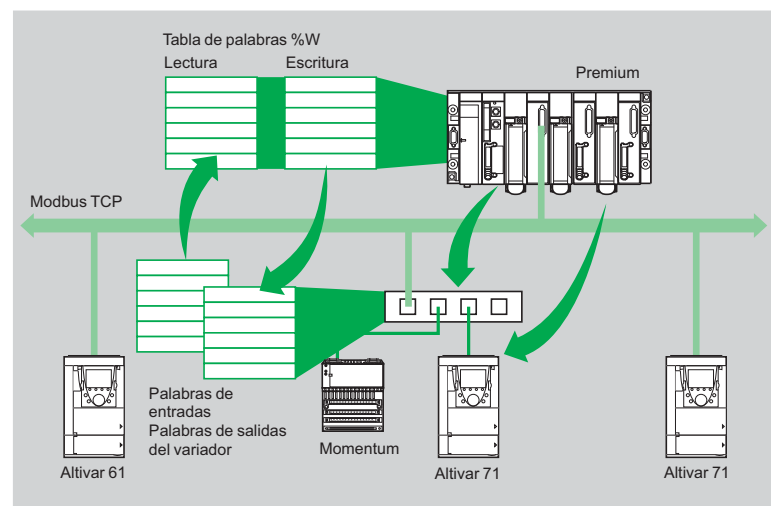 Tabla de palabras %W
Lectura
Escritura
Premium
Modbus TCP
Palabras de
entradas
Palabras de salidas
del variador
Momentum
Altivar 61
Altivar 71
Altivar 71